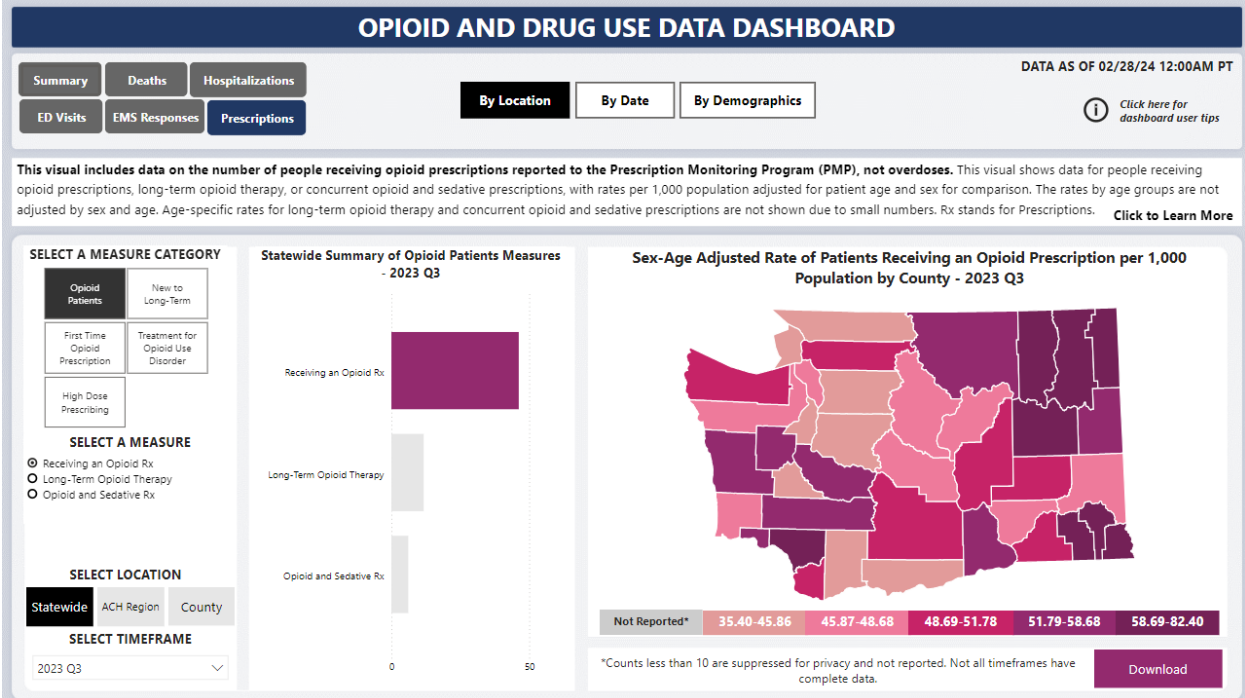 OPIOID AND DRUG USE DATA DASHBOARD
Summary
Deaths
Hospitalizations
ED Visits
EMS Responses
Prescriptions
By Location
By Date
By Demographics
DATA AS OF 02/28/24 12:00AM PT
i
Click here for
dashboard user tips
This visual includes data on the number of people receiving opioid prescriptions reported to the Prescription Monitoring Program (PMP), not overdoses. This visual shows data for people receiving
opioid prescriptions, long-term opioid therapy, or concurrent opioid and sedative prescriptions, with rates per 1,000 population adjusted for patient age and sex for comparison. The rates by age groups are not
adjusted by sex and age. Age-specific rates for long-term opioid therapy and concurrent opioid and sedative prescriptions are not shown due to small numbers. Rx stands for Prescriptions.
Click to Learn More
SELECT A MEASURE CATEGORY
Opioid
Patients
New to
Long-Term
First Time
Opioid
Prescription
Treatment for
Opioid Use
Disorder
High Dose
Prescribing
SELECT A MEASURE
Receiving an Opioid Rx
Long-Term Opioid Therapy
Opioid and Sedative Rx
SELECT LOCATION
Statewide
ACH Region
County
SELECT TIMEFRAME
2023 Q3
Statewide Summary of Opioid Patients Measures
- 2023 Q3
Receiving an Opioid Rx
Long-Term Opioid Therapy
Opioid and Sedative Rx
0
50
Sex-Age Adjusted Rate of Patients Receiving an Opioid Prescription per 1,000
Population by County - 2023 Q3
Not Reported*
35.40-45.86
45.87-48.68
48.69-51.78
51.79-58.68
58.69-82.40
*Counts less than 10 are suppressed for privacy and not reported. Not all timeframes have
complete data.
Download